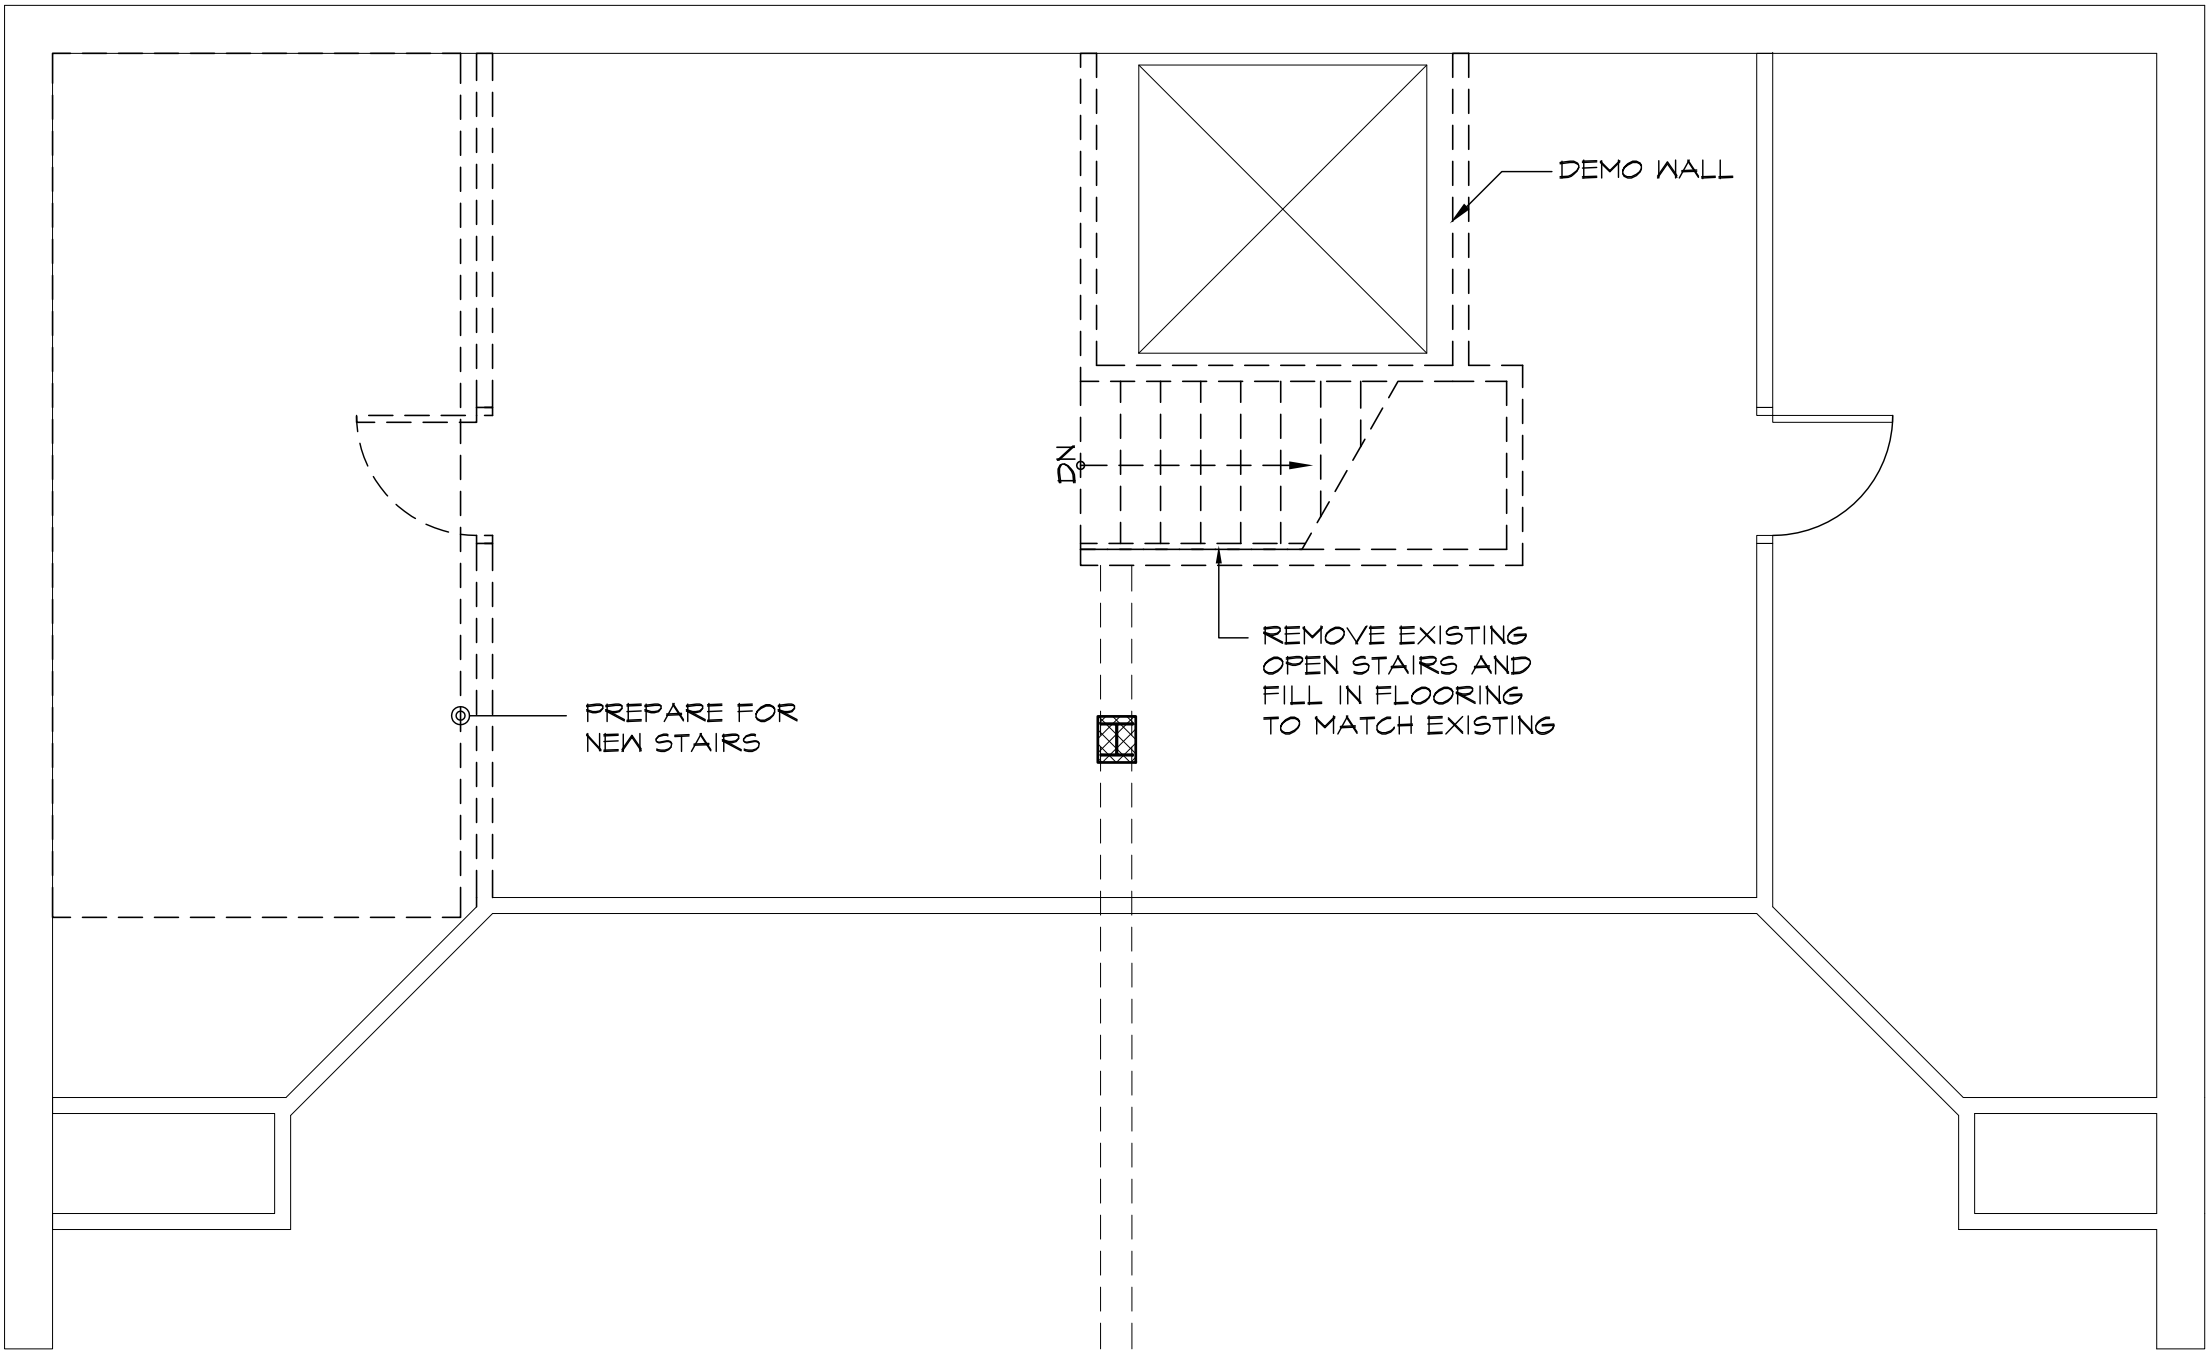 DEMO WALL
DN
REMOVE EXISTING
OPEN STAIRS AND
FILL IN FLOORING
TO MATCH EXISTING
PREPARE FOR
NEW STAIRS